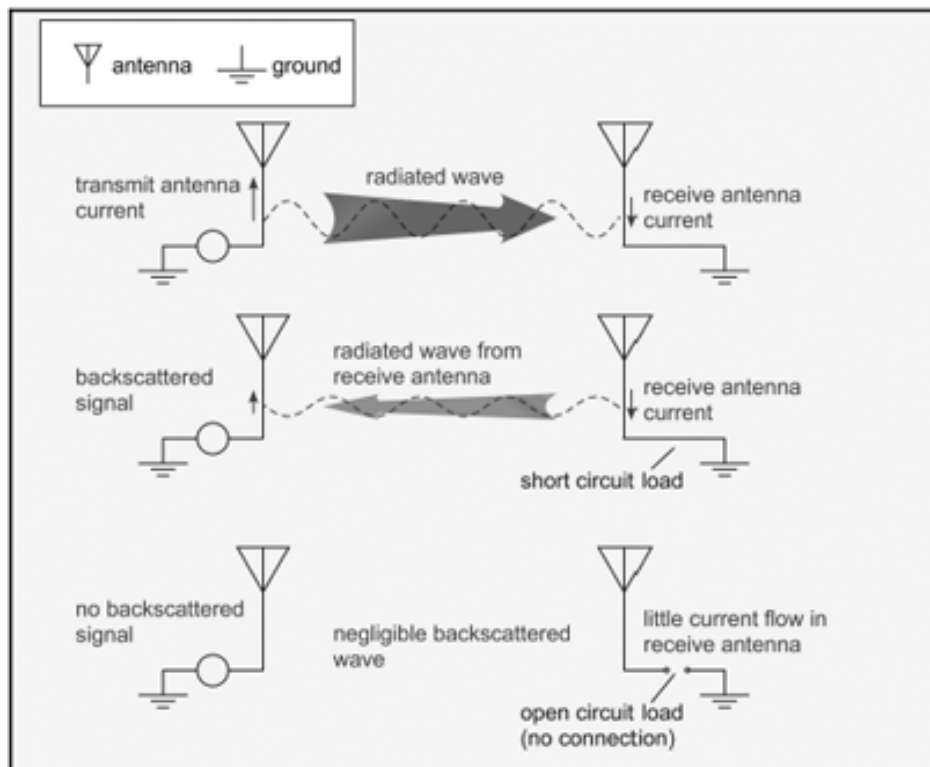 antenna
ground
transmit antenna
current
radiated wave
receive antenna
current
backscattered
signal
radiated wave from
receive antenna
receive antenna
current
short circuit load
no backscattered
signal
negligible backscattered
wave
little current flow in
receive antenna
open circuit load
(no connection)